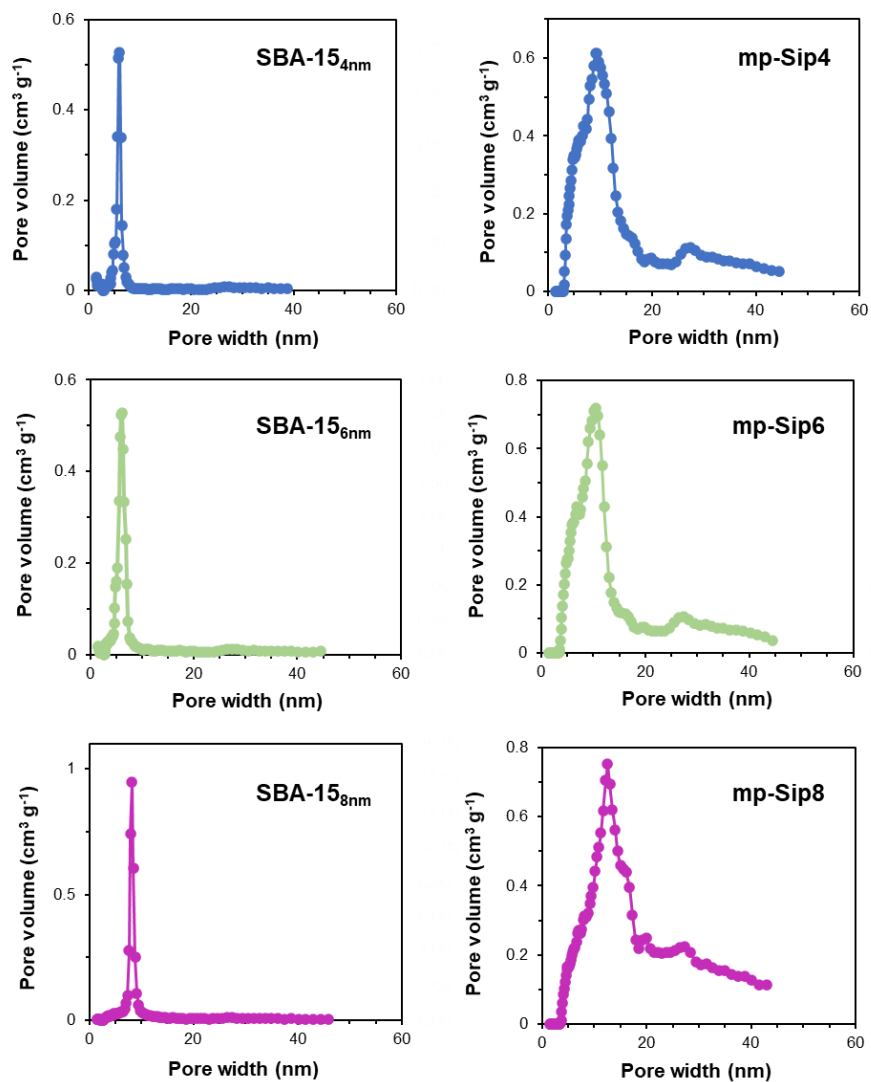 SBA-15₄ₙₘ
Pore volume (cm³ g⁻¹)
0.6
0.4
0.2
0
0
20
40
60
Pore width (nm)
mp-Sip4
Pore volume (cm³ g⁻¹)
0.6
0.4
0.2
0
0
20
40
60
Pore width (nm)
SBA-15₆ₙₘ
Pore volume (cm³ g⁻¹)
0.6
0.4
0.2
0
0
20
40
60
Pore width (nm)
mp-Sip6
Pore volume (cm³ g⁻¹)
0.8
0.6
0.4
0.2
0
0
20
40
60
Pore width (nm)
SBA-15₈ₙₘ
Pore volume (cm³ g⁻¹)
1
0.5
0
0
20
40
60
Pore width (nm)
mp-Sip8
Pore volume (cm³ g⁻¹)
0.8
0.6
0.4
0.2
0
0
20
40
60
Pore width (nm)